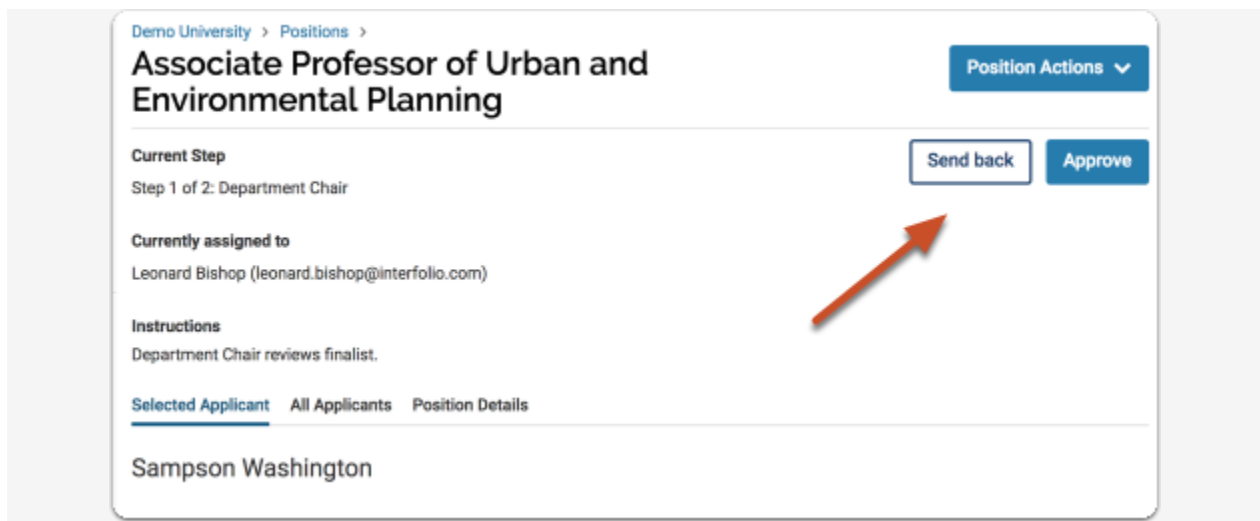 Demo University > Positions >
Associate Professor of Urban and
Environmental Planning
Position Actions
Current Step
Step 1 of 2: Department Chair
Send back
Approve
Currently assigned to
Leonard Bishop (leonard.bishop@interfolio.com)
Instructions
Department Chair reviews finalist.
Selected Applicant All Applicants Position Details
Sampson Washington